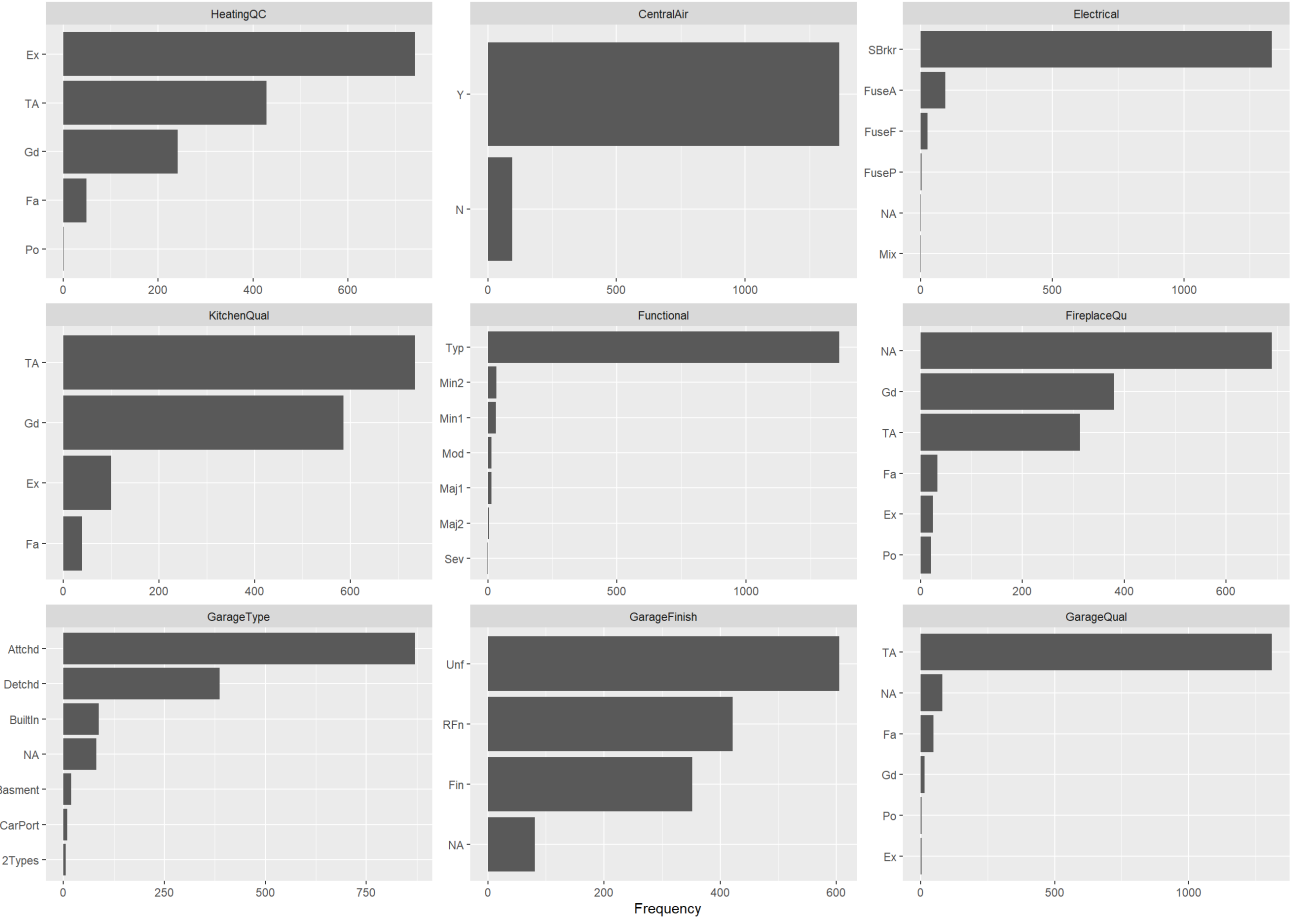 HeatingQC
Ex
TA
Gd
Fa
Po
0 200 400 600
CentralAir
Y
N
0 500 1000
Electrical
SBrkr
FuseA
FuseF
FuseP
NA
Mix
0 500 1000
KitchenQual
TA
Gd
Ex
Fa
0 200 400 600
Functional
Typ
Min2
Min1
Mod
Maj1
Maj2
Sev
0 500 1000
FireplaceQu
NA
Gd
TA
Fa
Ex
Po
0 200 400 600
GarageType
Attchd
Detchd
BuiltIn
NA
Basment
CarPort
2Types
0 250 500 750
GarageFinish
Unf
RFn
Fin
NA
0 200 400 600
GarageQual
TA
NA
Fa
Gd
Po
Ex
0 500 1000
Frequency